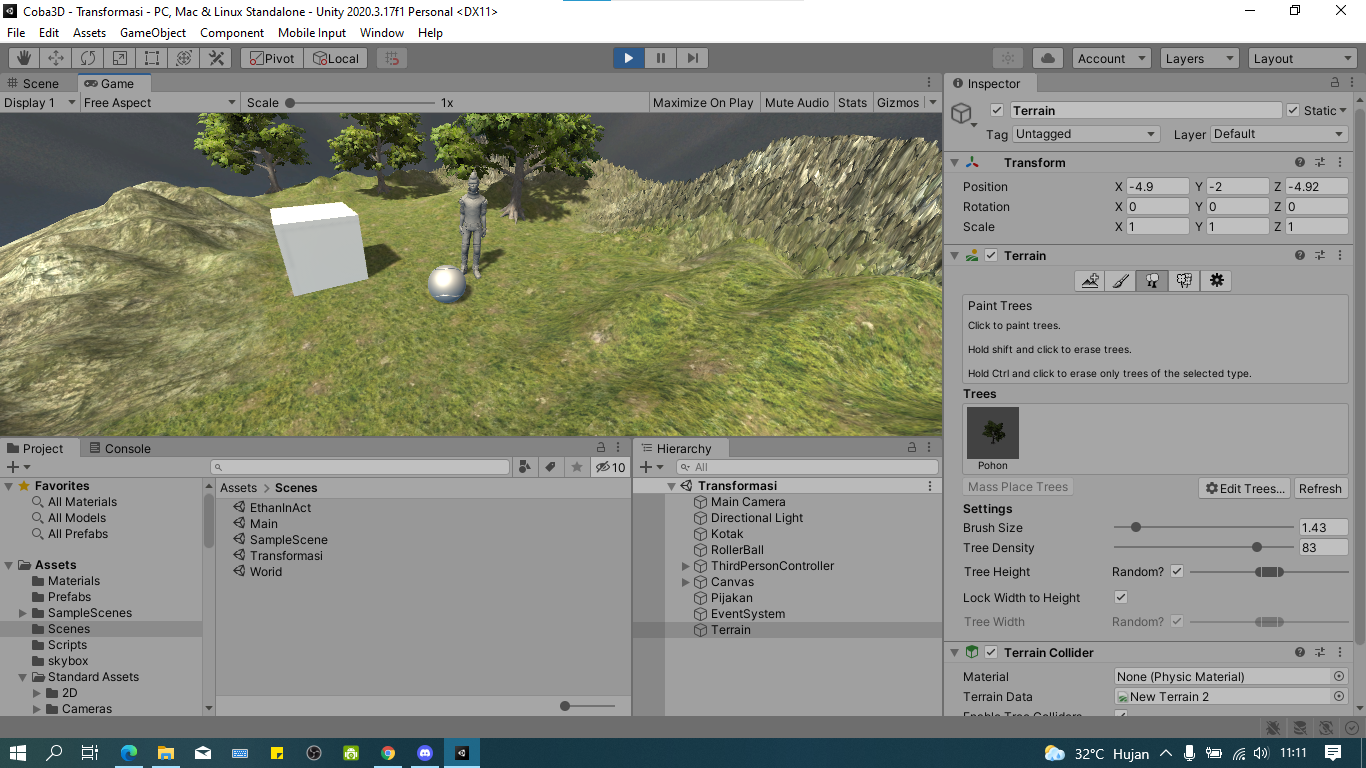 Coba3D - Transformasi - PC, Mac & Linux Standalone - Unity 2020.3.17f1 Personal <DX11>
File Edit Assets GameObject Component Mobile Input Window Help
Pivot Local Account Layers Layout
Scene Game
Display 1 Free Aspect Scale 1x Maximize On Play Mute Audio Stats Gizmos
Inspector
Terrain Static
Tag Untagged Layer Default
Transform
Position X -4.9 Y -2 Z -4.92
Rotation X 0 Y 0 Z 0
Scale X 1 Y 1 Z 1
Terrain
Paint Trees
Click to paint trees.
Hold shift and click to erase trees.
Hold Ctrl and click to erase only trees of the selected type.
Trees
Pohon
Mass Place Trees Edit Trees... Refresh
Settings
Brush Size 1.43
Tree Density 83
Tree Height Random?
Lock Width to Height
Tree Width Random?
Terrain Collider
Material None (Physic Material)
Terrain Data New Terrain 2
Enable Tree Colliders
Project Console
10
Favorites
All Materials
All Models
All Prefabs
Assets
Materials
Prefabs
SampleScenes
Scenes
Scripts
skybox
Standard Assets
2D
Cameras
Assets > Scenes
EthanInAct
Main
SampleScene
Transformasi
World
Hierarchy
All
Transformasi
Main Camera
Directional Light
Kotak
RollerBall
ThirdPersonController
Canvas
Pijakan
EventSystem
Terrain
32°C Hujan 11:11